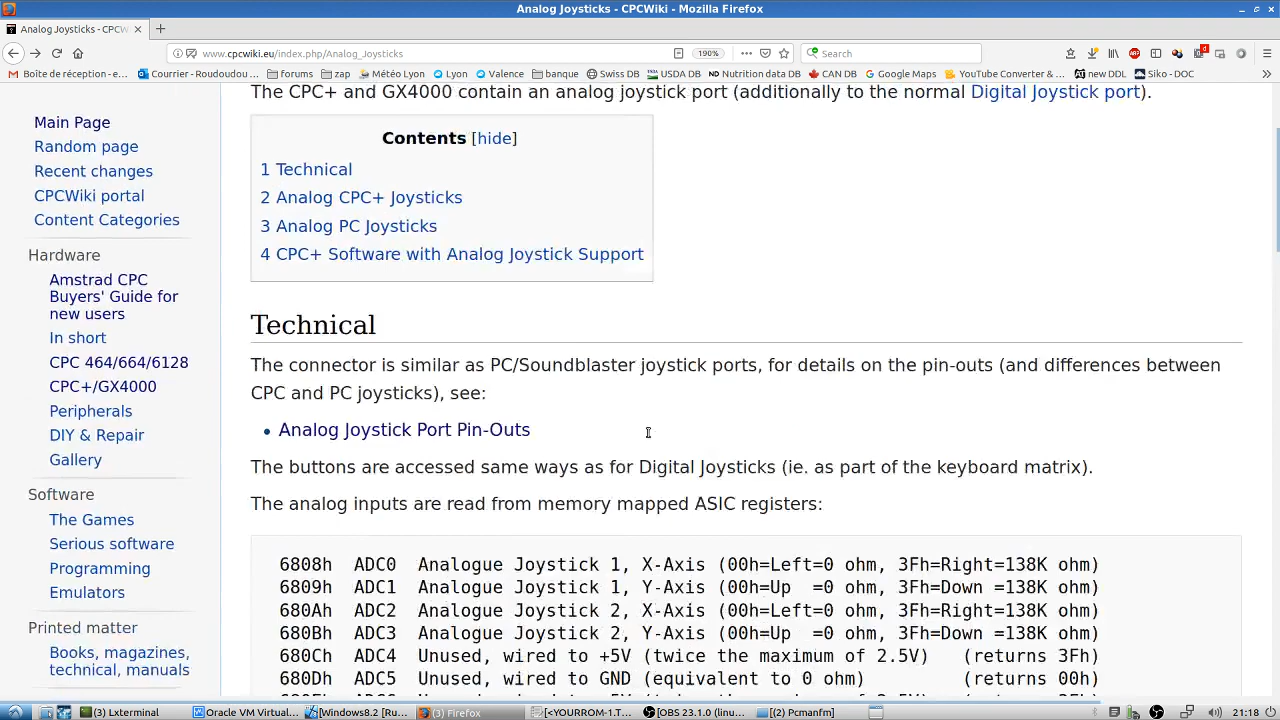 Analog Joysticks - CPCWiki - Mozilla Firefox
Analog Joysticks - CPCW
www.cpcwiki.eu/index.php/Analog_Joysticks
190%
Search
Boite de réception - e...
Courrier - Roudoudou ...
forums
zap
Météo Lyon
Lyon
Valence
banque
Swiss DB
USDA DB
Nutrition data DB
CAN DB
Google Maps
YouTube Converter & ...
new DDL
Siko - DOC
The CPC+ and GX4000 contain an analog joystick port (additionally to the normal Digital Joystick port).
Main Page
Random page
Recent changes
CPCWiki portal
Content Categories
Hardware
Amstrad CPC
Buyers' Guide for
new users
In short
CPC 464/664/6128
CPC+/GX4000
Peripherals
DIY & Repair
Gallery
Software
The Games
Serious software
Programming
Emulators
Printed matter
Books, magazines,
technical, manuals
Contents [hide]
1 Technical
2 Analog CPC+ Joysticks
3 Analog PC Joysticks
4 CPC+ Software with Analog Joystick Support
Technical
The connector is similar as PC/Soundblaster joystick ports, for details on the pin-outs (and differences between
CPC and PC joysticks), see:
• Analog Joystick Port Pin-Outs
The buttons are accessed same ways as for Digital Joysticks (ie. as part of the keyboard matrix).
The analog inputs are read from memory mapped ASIC registers:
6808h ADC0 Analogue Joystick 1, X-Axis (00h=Left=0 ohm, 3Fh=Right=138K ohm)
6809h ADC1 Analogue Joystick 1, Y-Axis (00h=Up =0 ohm, 3Fh=Down =138K ohm)
680Ah ADC2 Analogue Joystick 2, X-Axis (00h=Left=0 ohm, 3Fh=Right=138K ohm)
680Bh ADC3 Analogue Joystick 2, Y-Axis (00h=Up =0 ohm, 3Fh=Down =138K ohm)
680Ch ADC4 Unused, wired to +5V (twice the maximum of 2.5V) (returns 3Fh)
680Dh ADC5 Unused, wired to GND (equivalent to 0 ohm) (returns 00h)
(3) Lxterminal
Oracle VM Virtual...
[Windows8.2 [Ru...
(3) Firefox
[<YOURROM-1.T...
[OBS 23.1.0 (linu...
(2) Pcmanfm]
21:18